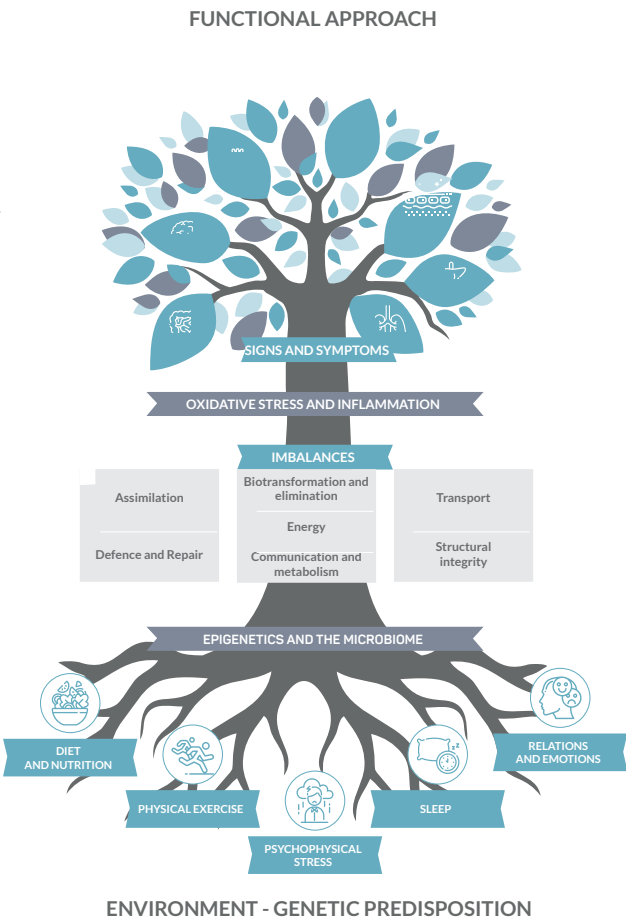 FUNCTIONAL APPROACH
SIGNS AND SYMPTOMS
OXIDATIVE STRESS AND INFLAMMATION
IMBALANCES
Assimilation
Defence and Repair
Biotransformation and
elimination
Energy
Communication and
metabolism
Transport
Structural
integrity
EPIGENETICS AND THE MICROBIOME
DIET
AND NUTRITION
PHYSICAL EXERCISE
PSYCHOPHYSICAL
STRESS
SLEEP
RELATIONS
AND EMOTIONS
ENVIRONMENT - GENETIC PREDISPOSITION